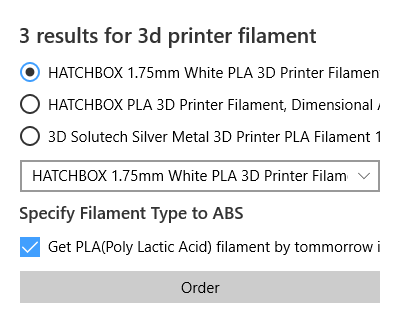 3 results for 3d printer filament
HATCHBOX 1.75mm White PLA 3D Printer Filamen
HATCHBOX PLA 3D Printer Filament, Dimensional
3D Solutech Silver Metal 3D Printer PLA Filament 1
HATCHBOX 1.75mm White PLA 3D Printer Filam
Specify Filament Type to ABS
Get PLA(Poly Lactic Acid) filament by tommorrow i
Order